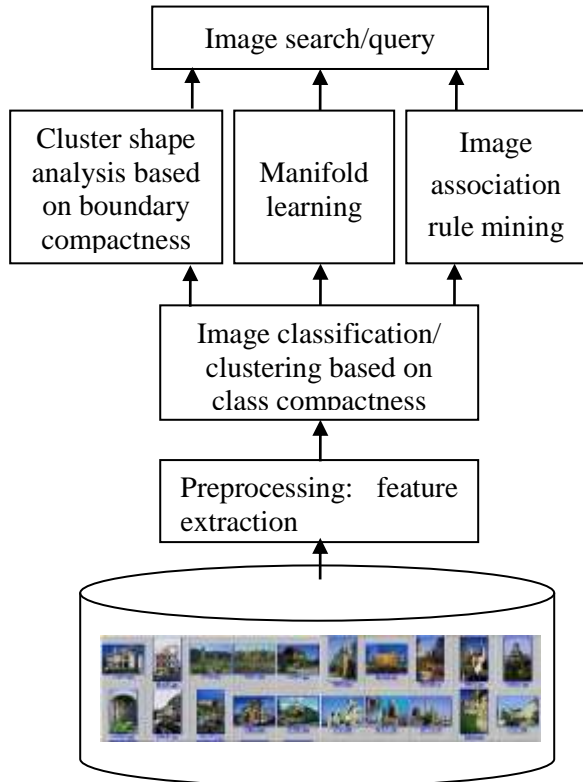 Image search/query
Cluster shape
analysis based
on boundary
compactness
Manifold
learning
Image
association
rule mining
Image classification/
clustering based on
class compactness
Preprocessing: feature
extraction